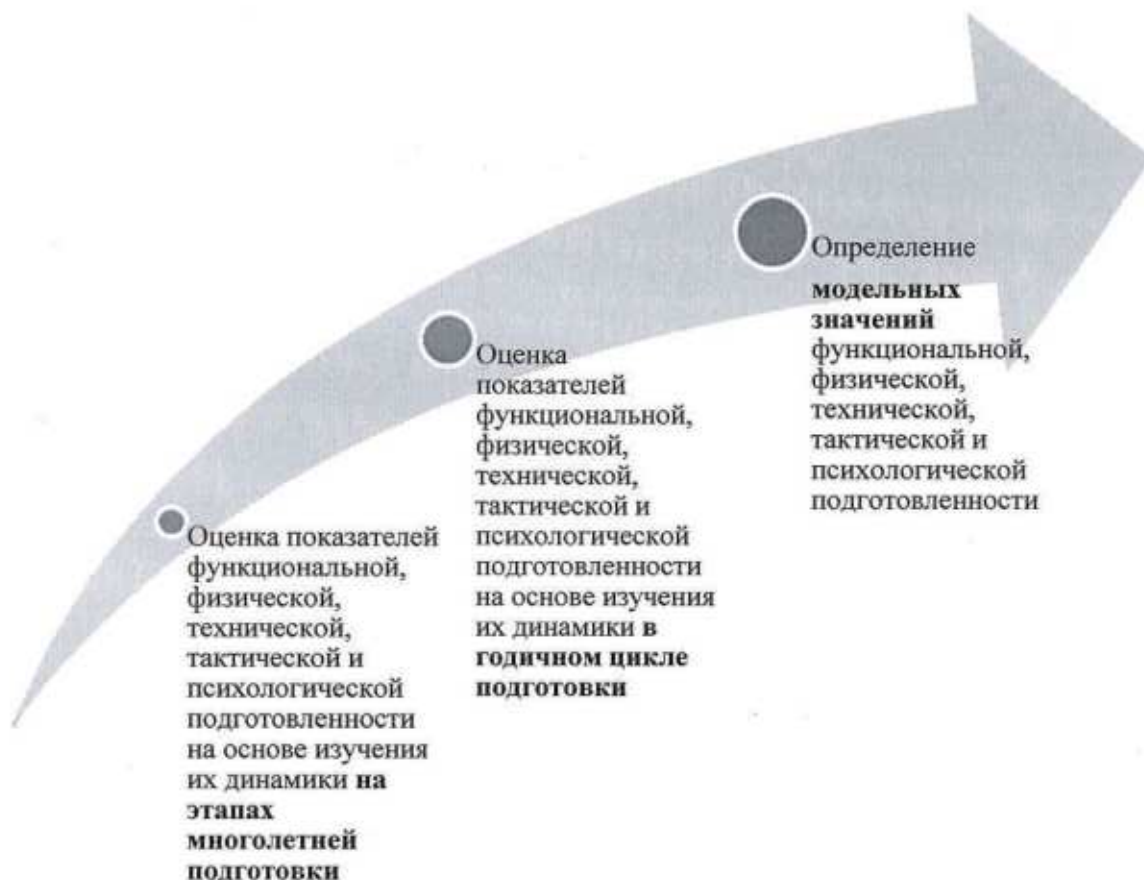 Оценка показателей
функциональной,
физической,
технической,
тактической и
психологической
подготовленности
на основе изучения
их динамики на
этапах
многолетней
подготовки
Оценка
показателей
функциональной,
физической,
технической,
тактической и
психологической
подготовленности
на основе изучения
их динамики в
годичном цикле
подготовки
Определение
модельных
значений
функциональной,
физической,
технической,
тактической и
психологической
подготовленности